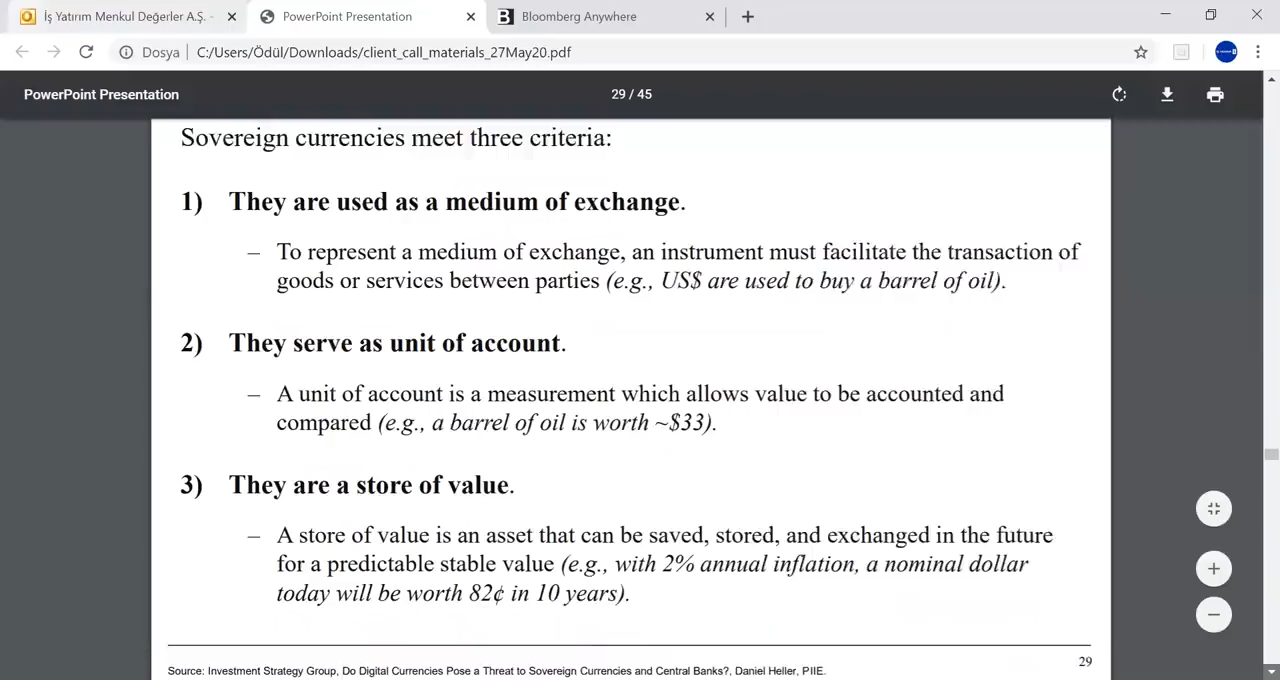 İş Yatırım Menkul Değerler A.Ş. -
PowerPoint Presentation
Bloomberg Anywhere
Dosya
C:/Users/Ödül/Downloads/client_call_materials_27May20.pdf
PowerPoint Presentation
29 / 45
Sovereign currencies meet three criteria:
1) They are used as a medium of exchange.
– To represent a medium of exchange, an instrument must facilitate the transaction of
goods or services between parties (e.g., US$ are used to buy a barrel of oil).
2) They serve as unit of account.
– A unit of account is a measurement which allows value to be accounted and
compared (e.g., a barrel of oil is worth ~$33).
3) They are a store of value.
– A store of value is an asset that can be saved, stored, and exchanged in the future
for a predictable stable value (e.g., with 2% annual inflation, a nominal dollar
today will be worth 82¢ in 10 years).
29
Source: Investment Strategy Group, Do Digital Currencies Pose a Threat to Sovereign Currencies and Central Banks?, Daniel Heller, PIIE.